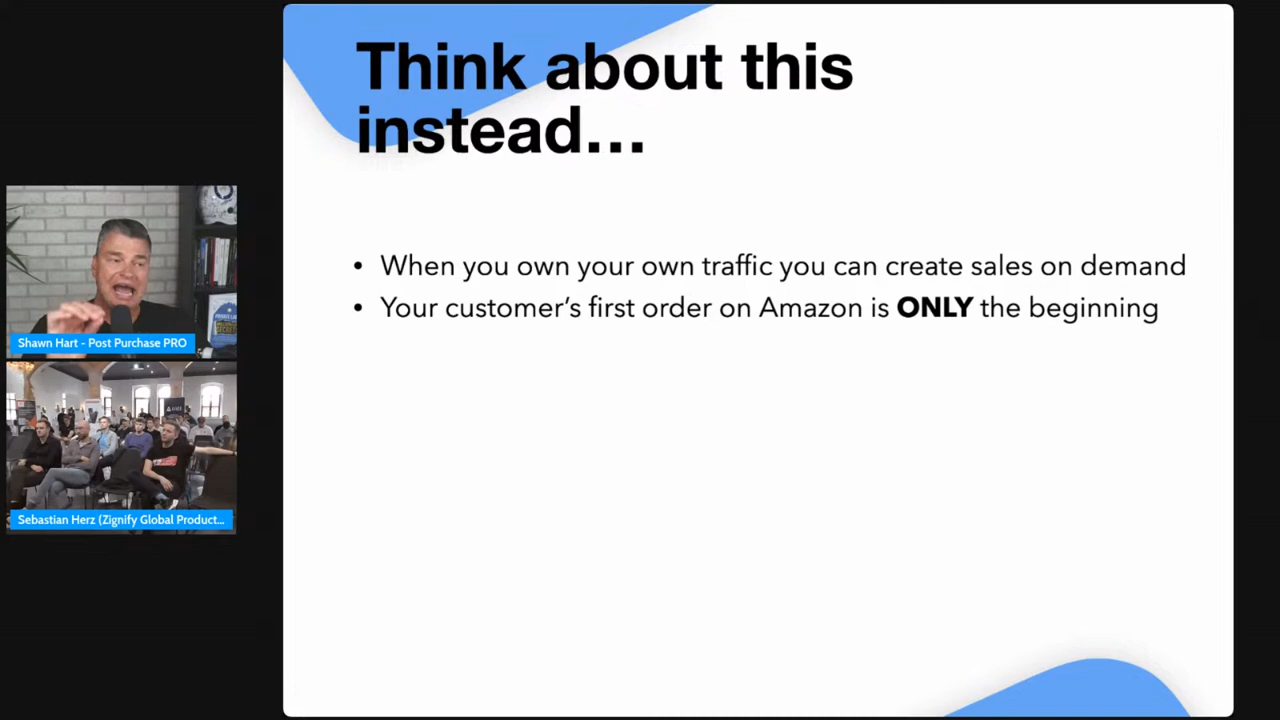 Think about this
instead...
• When you own your own traffic you can create sales on demand
• Your customer’s first order on Amazon is ONLY the beginning
Shawn Hart - Post Purchase PRO
Sebastian Herz (Zignify Global Product...